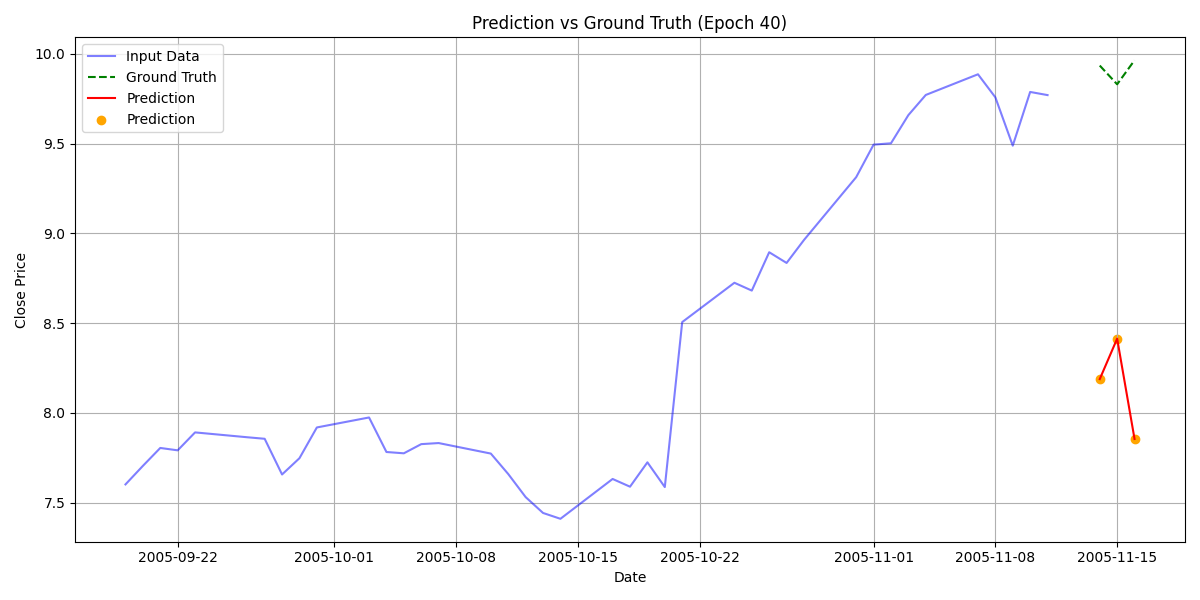 Prediction vs Ground Truth (Epoch 40)
Input Data
Ground Truth
Prediction
Prediction
10.0
9.5
9.0
8.5
8.0
7.5
Close Price
2005-09-22
2005-10-01
2005-10-08
2005-10-15
2005-10-22
2005-11-01
2005-11-08
2005-11-15
Date